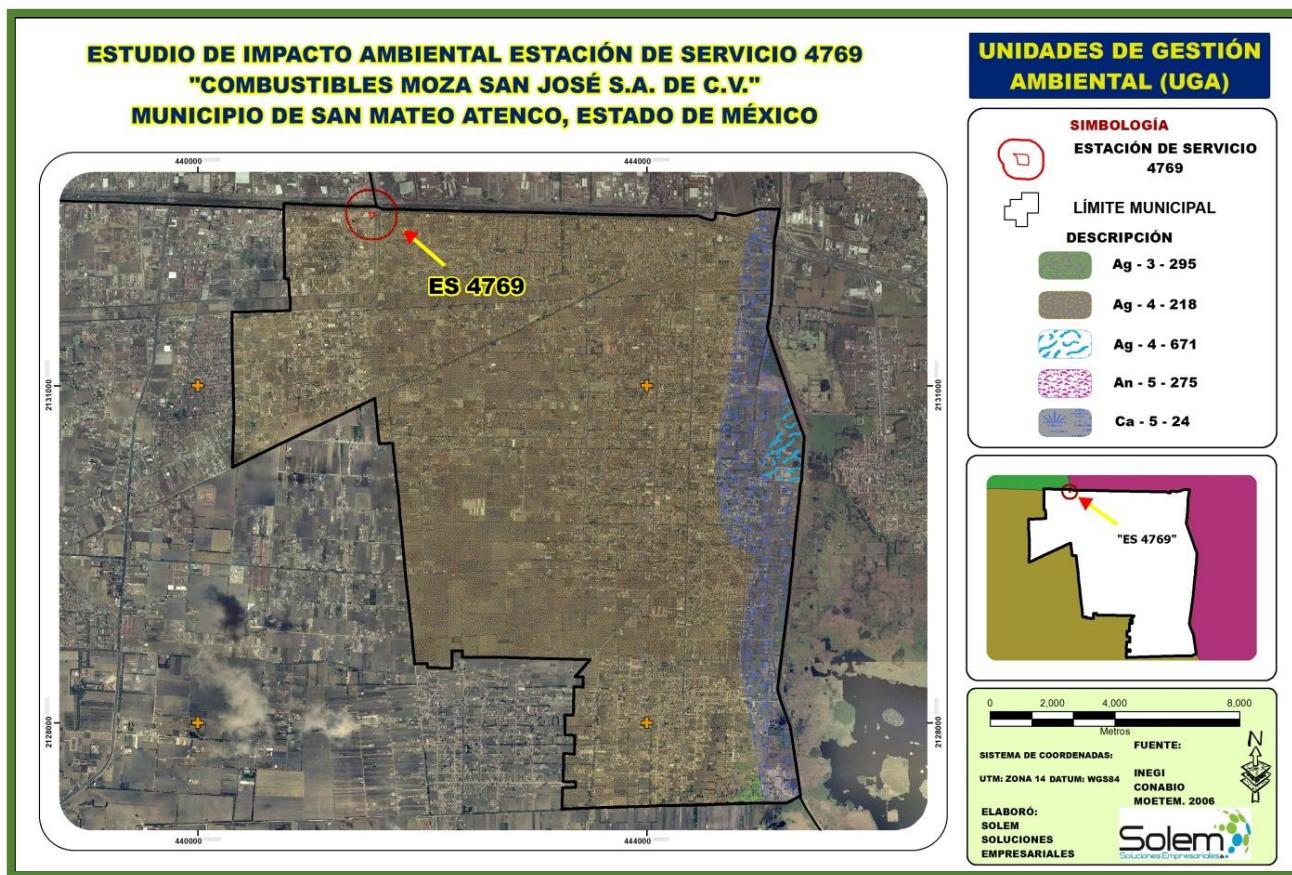 ESTUDIO DE IMPACTO AMBIENTAL ESTACIÓN DE SERVICIO 4769
"COMBUSTIBLES MOZA SAN JOSÉ S.A. DE C.V."
MUNICIPIO DE SAN MATEO ATENCO, ESTADO DE MÉXICO
440000
444000
2131000
2131000
2128000
2128000
ES 4769
440000
444000
UNIDADES DE GESTIÓN
AMBIENTAL (UGA)
SIMBOLOGÍA
ESTACIÓN DE SERVICIO
4769
LÍMITE MUNICIPAL
DESCRIPCIÓN
Ag - 3 - 295
Ag - 4 - 218
Ag - 4 - 671
An - 5 - 275
Ca - 5 - 24
"ES 4769"
0 2,000 4,000 8,000
Metros
SISTEMA DE COORDENADAS:
UTM: ZONA 14 DATUM: WGS84
FUENTE:
INEGI
CONABIO
MOETEM. 2006
N
ELABORÓ:
SOLEM
SOLUCIONES
EMPRESARIALES
Solem
Soluciones Empresariales